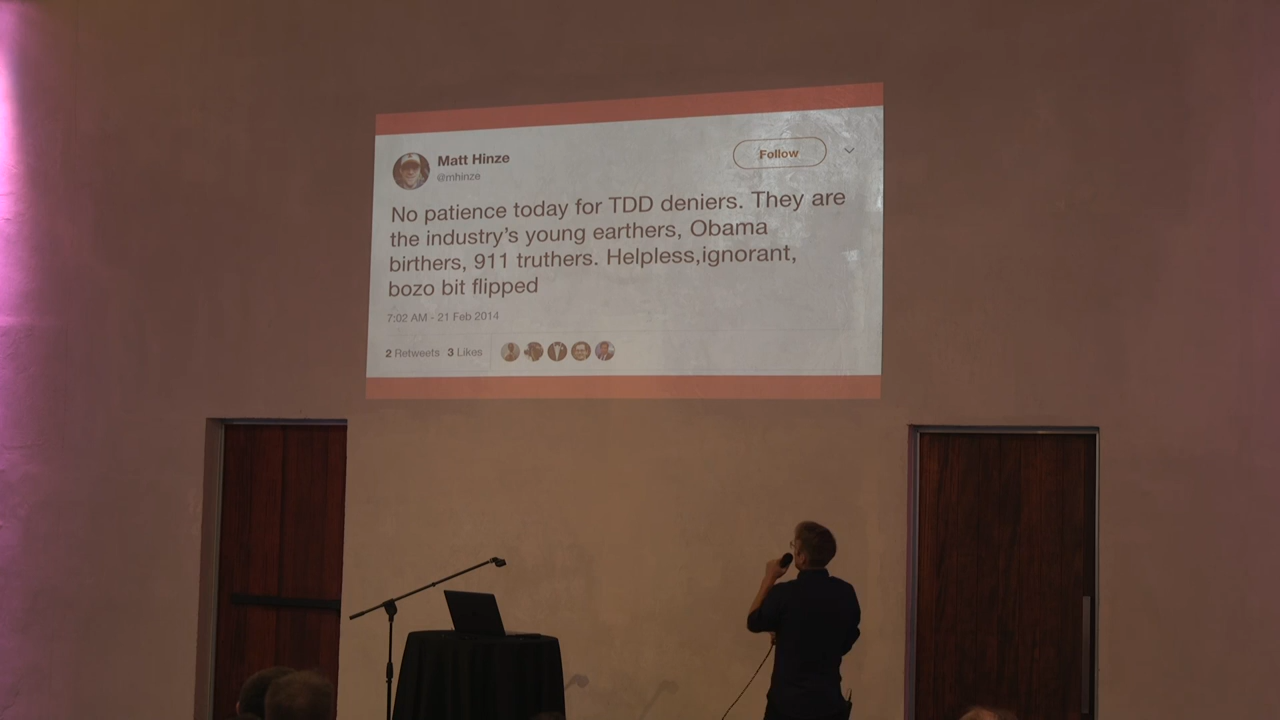 Matt Hinze
@mhinze
Follow
No patience today for TDD deniers. They are
the industry's young earthers, Obama
birthers, 911 truthers. Helpless,ignorant,
bozo bit flipped
7:02 AM - 21 Feb 2014
2 Retweets 3 Likes